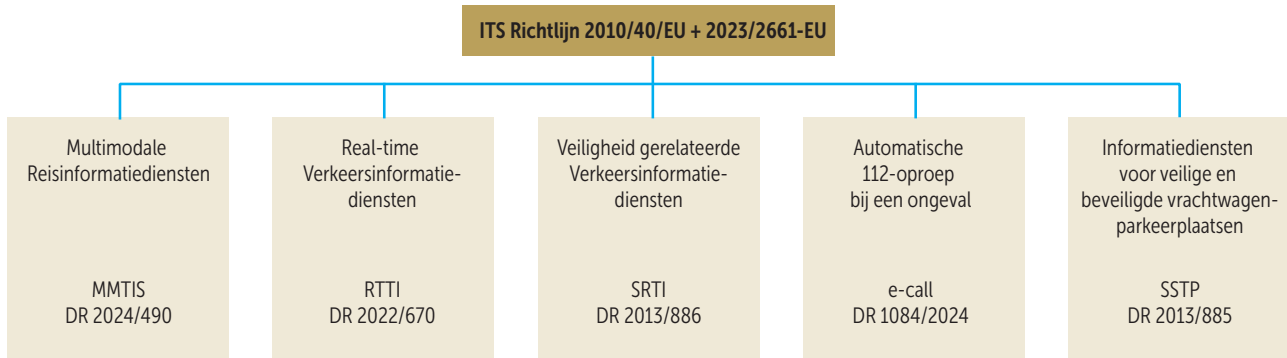 ITS Richtlijn 2010/40/EU + 2023/2661-EU
Multimodale
Reisinformatiediensten
MMTIS
DR 2024/490
Real-time
Verkeersinformatie-
diensten
RTTI
DR 2022/670
Veiligheid gerelateerde
Verkeersinformatie-
diensten
SRTI
DR 2013/886
Automatische
112-oproep
bij een ongeval
e-call
DR 1084/2024
Informatiediensten
voor veilige en
beveiligde vrachtwagen-
parkeerplaatsen
SSTP
DR 2013/885